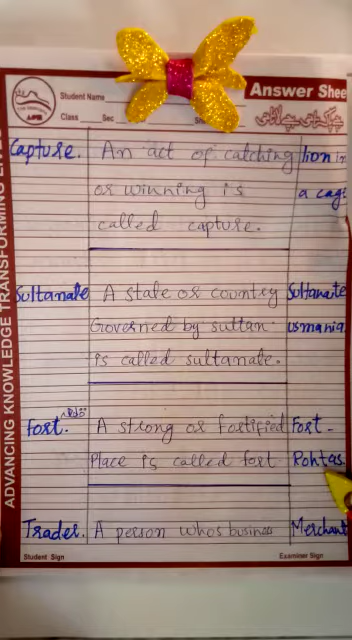 Student Name
Answer Shee
Class Sec
Capture. An act of catching lion in
or winning is a cage
called capture.
Sultanate A state or country Sultanate
Governed by sultan. usmania
is called sultanate.
fort. A strong or fortified Fort-
Place is called fort Rohtas.
Trader. A person whos business Merchant
Student Sign Examiner Sign
ADVANCING KNOWLEDGE TRANSFORMING LIVE